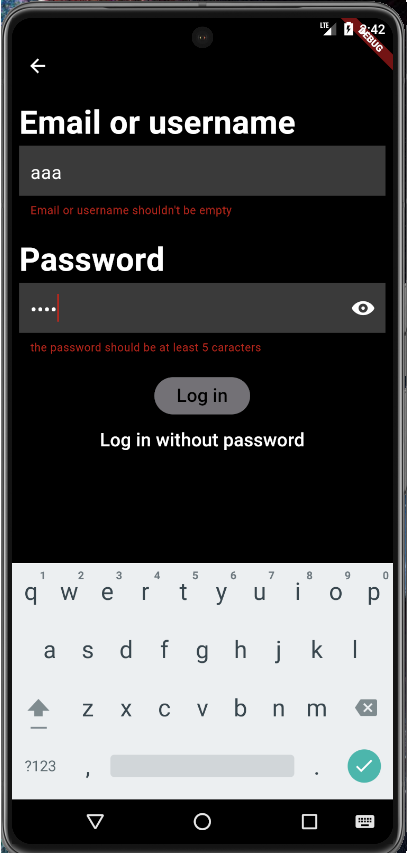 LTE 2:42
DEBUG
Email or username
aaa
Email or username shouldn't be empty
Password
••••
the password should be at least 5 caracters
Log in
Log in without password
1 2 3 4 5 6 7 8 9 0
q w e r t y u i o p
a s d f g h j k l
z x c v b n m
?123 , .